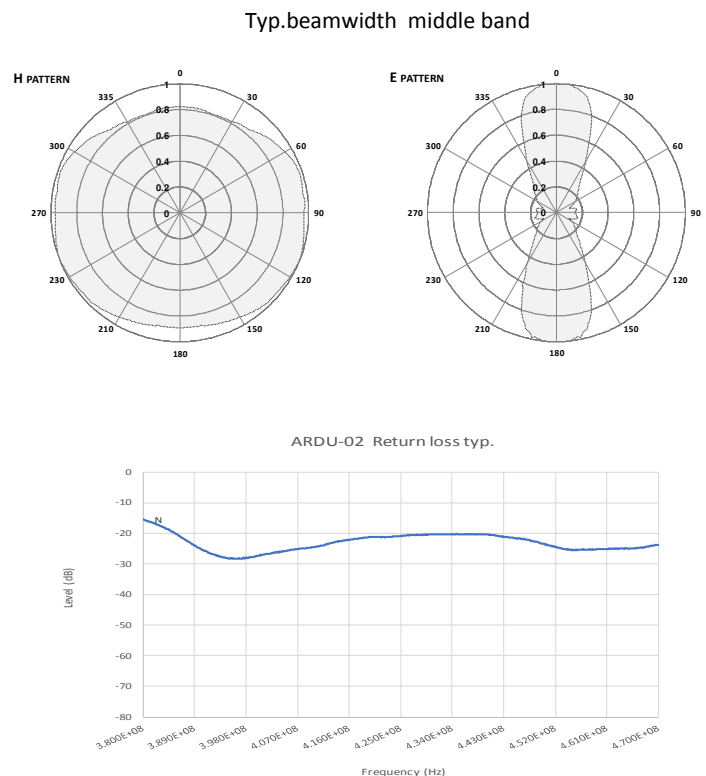 Typ.beamwidth middle band
H PATTERN
0
30
60
90
120
150
180
210
230
270
300
335
1
0.8
0.6
0.4
0.2
0
E PATTERN
0
30
60
90
120
150
180
210
230
270
300
335
1
0.8
0.6
0.4
0.2
0
ARDU-02 Return loss typ.
0
-10
-20
-30
-40
-50
-60
-70
-80
N
Level (dB)
3.800E+08
3.890E+08
3.980E+08
4.070E+08
4.160E+08
4.250E+08
4.340E+08
4.430E+08
4.520E+08
4.610E+08
4.700E+08
Frequency (Hz)